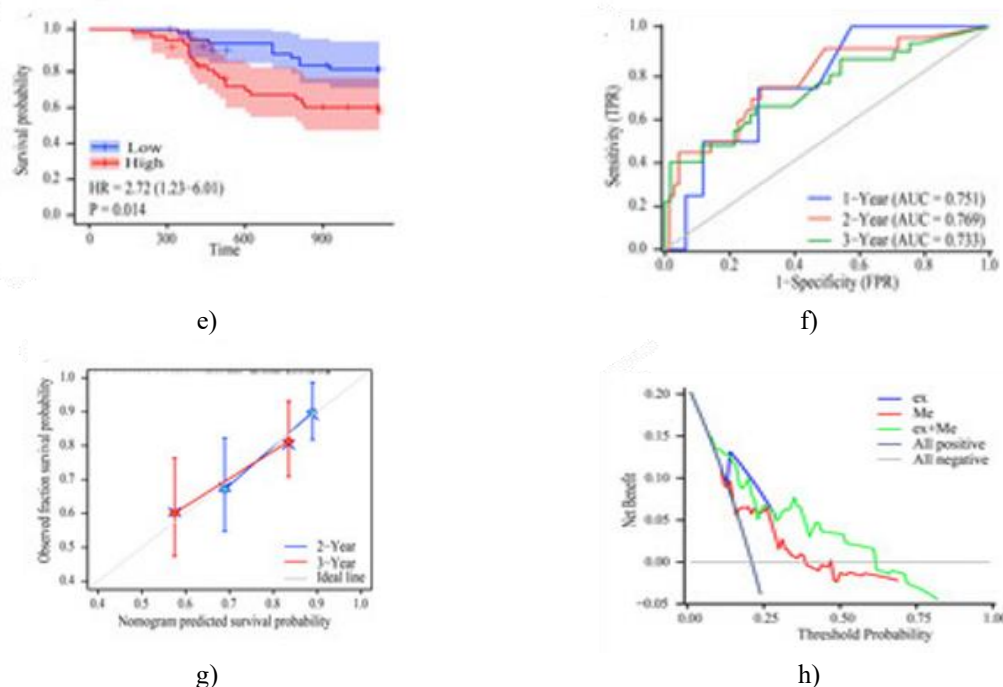 1.0
0.8
0.6
0.4
0.2
0.0
Survival probability
Low
High
HR = 2.72 (1.23−6.01)
P = 0.014
0 300 600 900
Time
e)
1.0
0.8
0.6
0.4
0.2
0.0
Sensitivity (TPR)
1−Year (AUC = 0.751)
2−Year (AUC = 0.769)
3−Year (AUC = 0.733)
0.0 0.2 0.4 0.6 0.8 1.0
1−Specificity (FPR)
f)
1.0
0.9
0.8
0.7
0.6
0.5
0.4
Observed fraction survival probability
2−Year
3−Year
Ideal line
0.4 0.5 0.6 0.7 0.8 0.9 1.0
Nomogram predicted survival probability
g)
0.20
0.15
0.10
0.05
0.00
−0.05
Net Benefit
ex
Me
ex+Me
All positive
All negative
0.00 0.25 0.50 0.75 1.00
Threshold Probability
h)